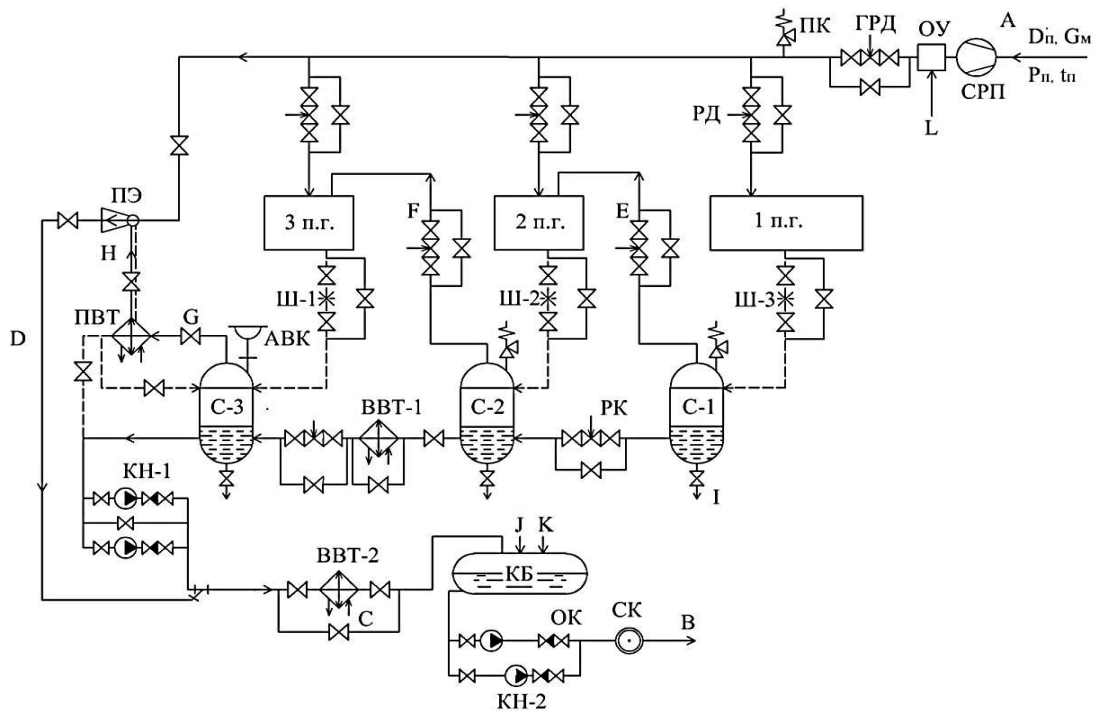 ПК
ГРД
ОУ
A
Dп, Gм
Pп, tп
СРП
L
РД
ПЭ
3 п.г.
F
2 п.г.
E
1 п.г.
H
Ш-1
Ш-2
Ш-3
ПВТ
G
АВК
D
С-3
ВВТ-1
С-2
РК
С-1
КН-1
I
J K
ВВТ-2
КБ
C
ОК
СК
B
КН-2